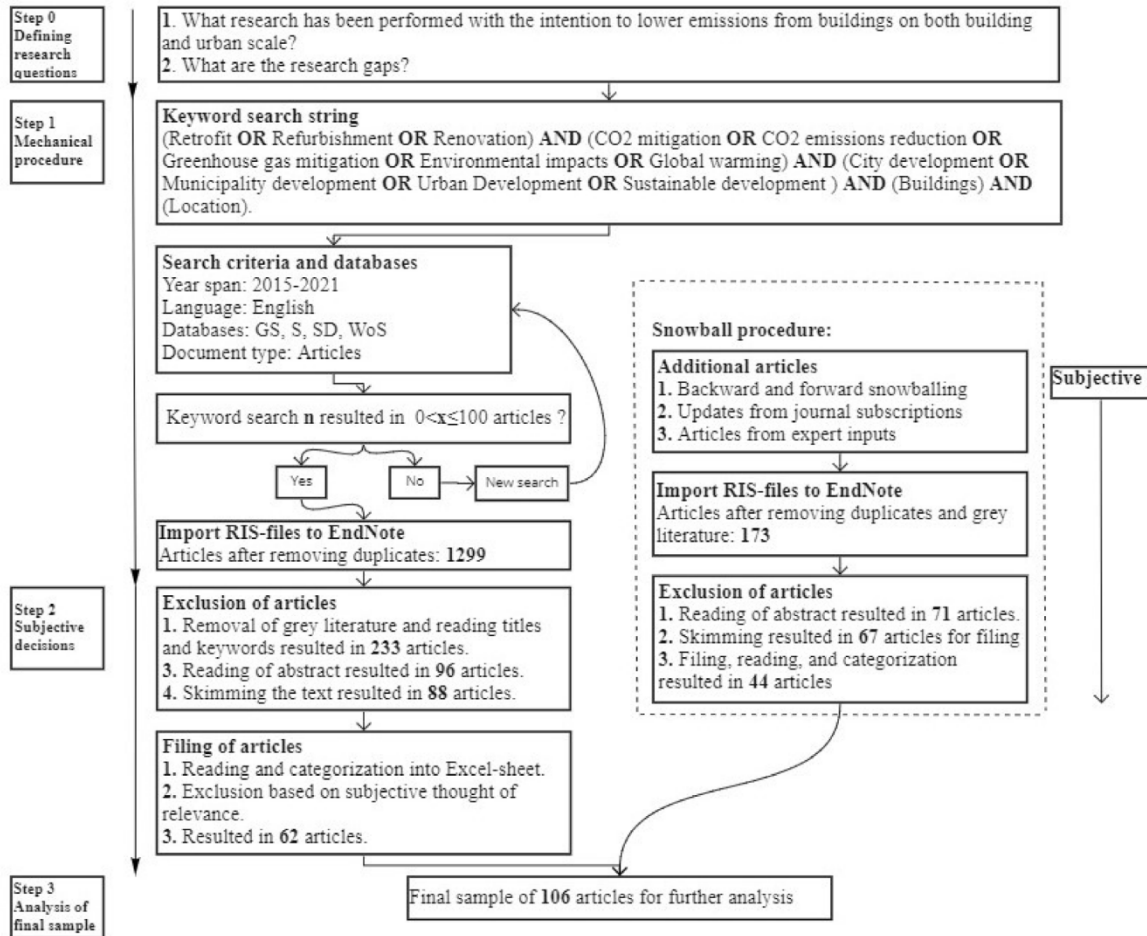 Step 0
Defining
research
questions
1. What research has been performed with the intention to lower emissions from buildings on both building
and urban scale?
2. What are the research gaps?
Step 1
Mechanical
procedure
Keyword search string
(Retrofit OR Refurbishment OR Renovation) AND (CO2 mitigation OR CO2 emissions reduction OR
Greenhouse gas mitigation OR Environmental impacts OR Global warming) AND (City development OR
Municipality development OR Urban Development OR Sustainable development ) AND (Buildings) AND
(Location).
Search criteria and databases
Year span: 2015-2021
Language: English
Databases: GS, S, SD, WoS
Document type: Articles
Keyword search n resulted in 0<x≤100 articles ?
Yes
No
New search
Import RIS-files to EndNote
Articles after removing duplicates: 1299
Snowball procedure:
Additional articles
1. Backward and forward snowballing
2. Updates from journal subscriptions
3. Articles from expert inputs
Import RIS-files to EndNote
Articles after removing duplicates and grey
literature: 173
Exclusion of articles
1. Reading of abstract resulted in 71 articles.
2. Skimming resulted in 67 articles for filing
3. Filing, reading, and categorization
resulted in 44 articles
Subjective
Step 2
Subjective
decisions
Exclusion of articles
1. Removal of grey literature and reading titles
and keywords resulted in 233 articles.
3. Reading of abstract resulted in 96 articles.
4. Skimming the text resulted in 88 articles.
Filing of articles
1. Reading and categorization into Excel-sheet.
2. Exclusion based on subjective thought of
relevance.
3. Resulted in 62 articles.
Step 3
Analysis of
final sample
Final sample of 106 articles for further analysis